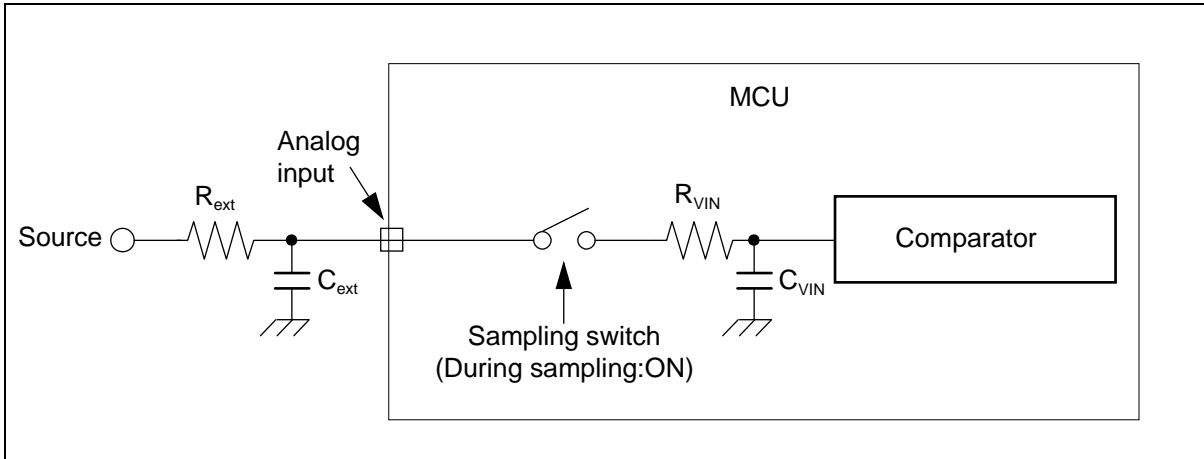 MCU
Analog
input
Rext
RVIN
Source
Comparator
Cext
CVIN
Sampling switch
(During sampling:ON)